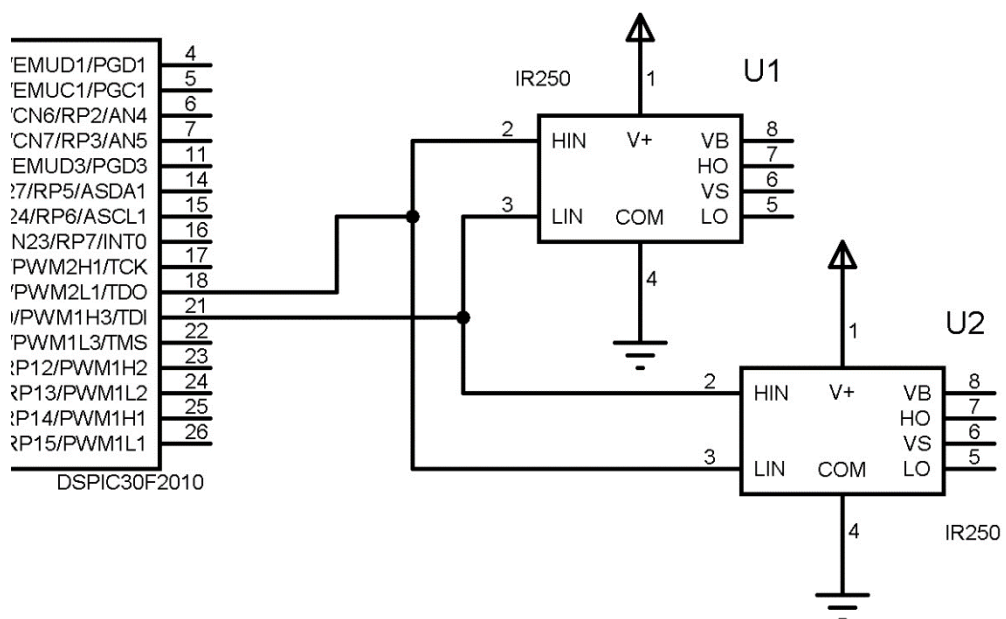 /EMUD1/PGD1 4
/EMUC1/PGC1 5
/CN6/RP2/AN4 6
/CN7/RP3/AN5 7
/EMUD3/PGD3 11
27/RP5/ASDA1 14
24/RP6/ASCL1 15
N23/RP7/INT0 16
/PWM2H1/TCK 17
/PWM2L1/TDO 18
/PWM1H3/TDI 21
/PWM1L3/TMS 22
RP12/PWM1H2 23
RP13/PWM1L2 24
RP14/PWM1H1 25
RP15/PWM1L1 26
DSPIC30F2010
IR250
U1
1
2 HIN V+ VB 8
HO 7
VS 6
3 LIN COM LO 5
4
U2
1
2 HIN V+ VB 8
HO 7
VS 6
3 LIN COM LO 5
4
IR250